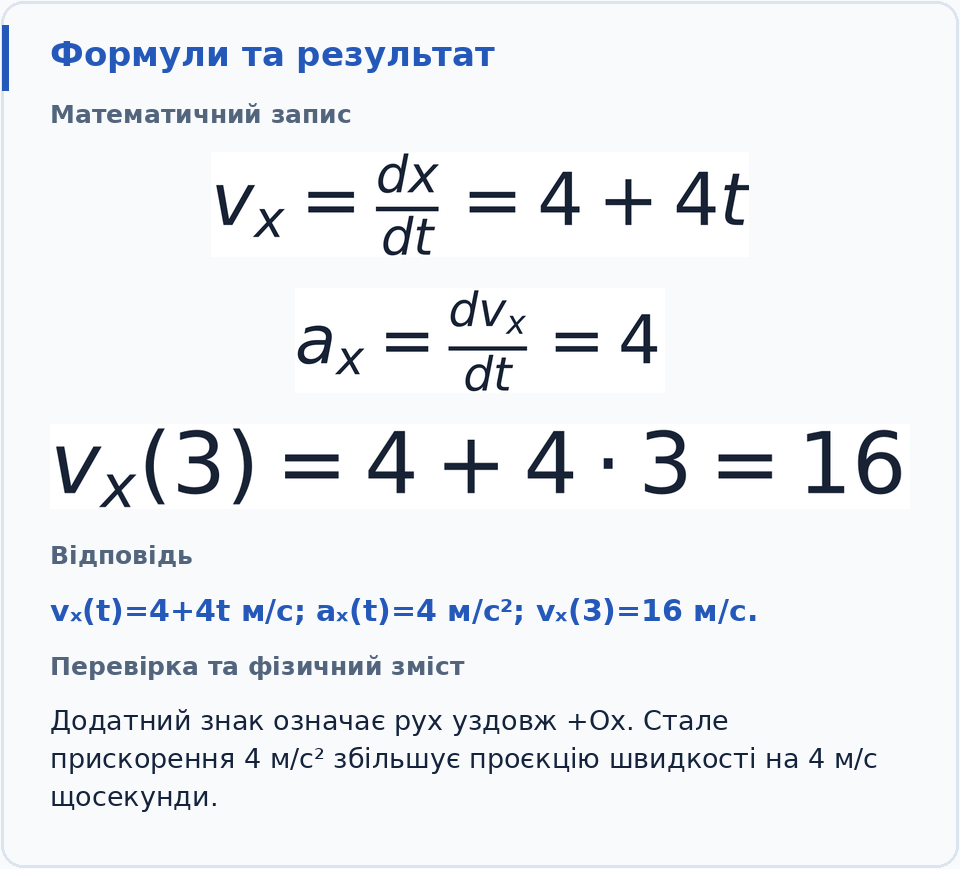 Формули та результат
Математичний запис
vₓ = dx/dt = 4 + 4t
aₓ = dvₓ/dt = 4
vₓ(3) = 4 + 4 · 3 = 16
Відповідь
vₓ(t)=4+4t м/с; aₓ(t)=4 м/с²; vₓ(3)=16 м/с.
Перевірка та фізичний зміст
Додатний знак означає рух уздовж +Ox. Стале
прискорення 4 м/с² збільшує проєкцію швидкості на 4 м/с
щосекунди.